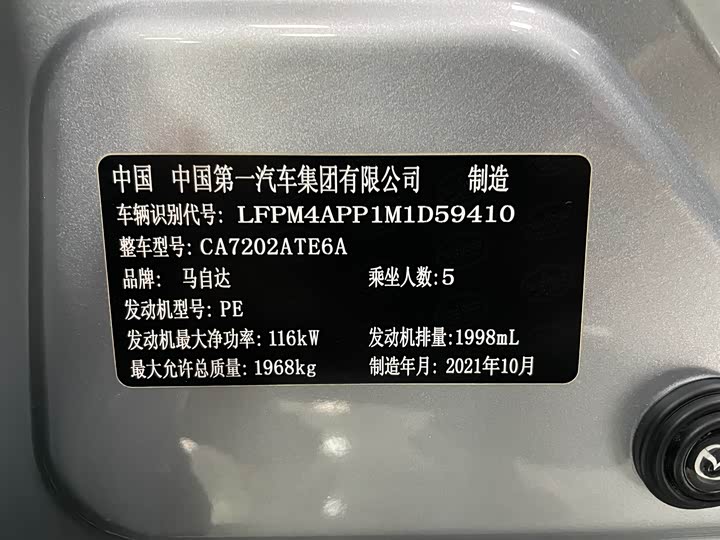 中国 中国第一汽车集团有限公司 制造
车辆识别代号: LFPM4APP1M1D59410
整车型号: CA7202ATE6A
品牌: 马自达 乘坐人数: 5
发动机型号: PE
发动机最大净功率: 116kW 发动机排量: 1998mL
最大允许总质量: 1968kg 制造年月: 2021年10月